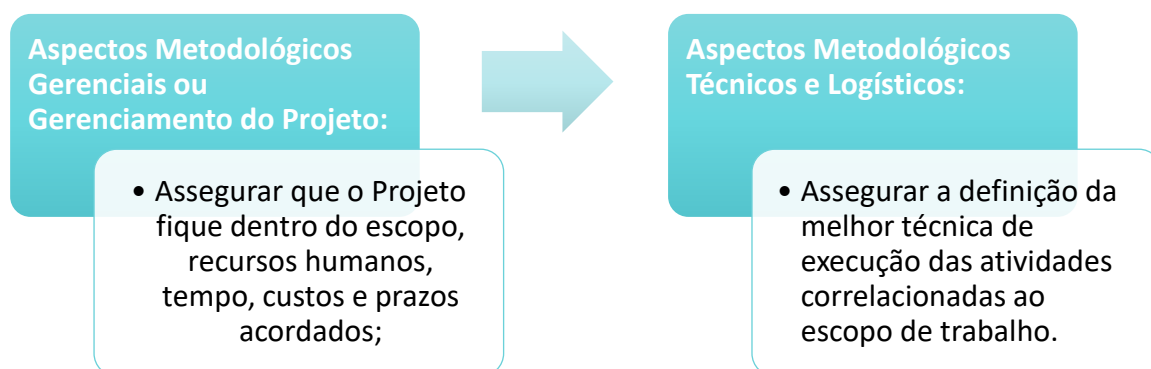 Aspectos Metodológicos
Gerenciais ou
Gerenciamento do Projeto:
• Assegurar que o Projeto
fique dentro do escopo,
recursos humanos,
tempo, custos e prazos
acordados;
Aspectos Metodológicos
Técnicos e Logísticos:
• Assegurar a definição da
melhor técnica de
execução das atividades
correlacionadas ao
escopo de trabalho.